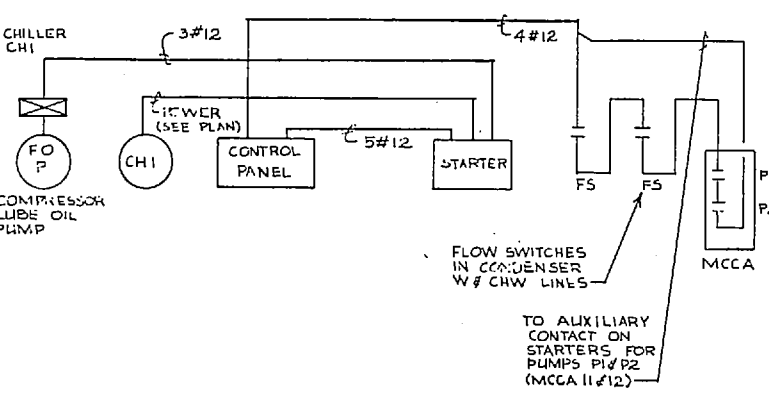 CHILLER
CH1
3#12
4#12
(SEE PLAN)
5#12
FO
P
CH1
CONTROL
PANEL
STARTER
FS
FS
COMPRESSOR
LUBE OIL
PUMP
FLOW SWITCHES
IN CONDENSER
W & CHW LINES
MCCA
TO AUXILIARY
CONTACT ON
STARTERS FOR
PUMPS P1&P2
(MCCA 11&12)